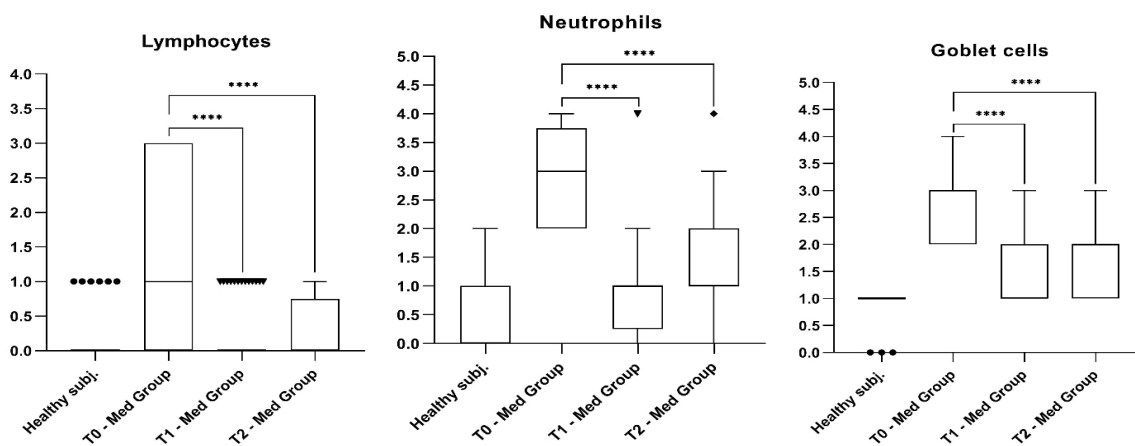 Lymphocytes
4.0
3.5
3.0
2.5
2.0
1.5
1.0
0.5
0.0
****
****
Healthy subj.
T0 - Med Group
T1 - Med Group
T2 - Med Group
Neutrophils
5.0
4.5
4.0
3.5
3.0
2.5
2.0
1.5
1.0
0.5
0.0
****
****
Healthy subj.
T0 - Med Group
T1 - Med Group
T2 - Med Group
Goblet cells
5.0
4.5
4.0
3.5
3.0
2.5
2.0
1.5
1.0
0.5
0.0
****
****
Healthy subj.
T0 - Med Group
T1 - Med Group
T2 - Med Group